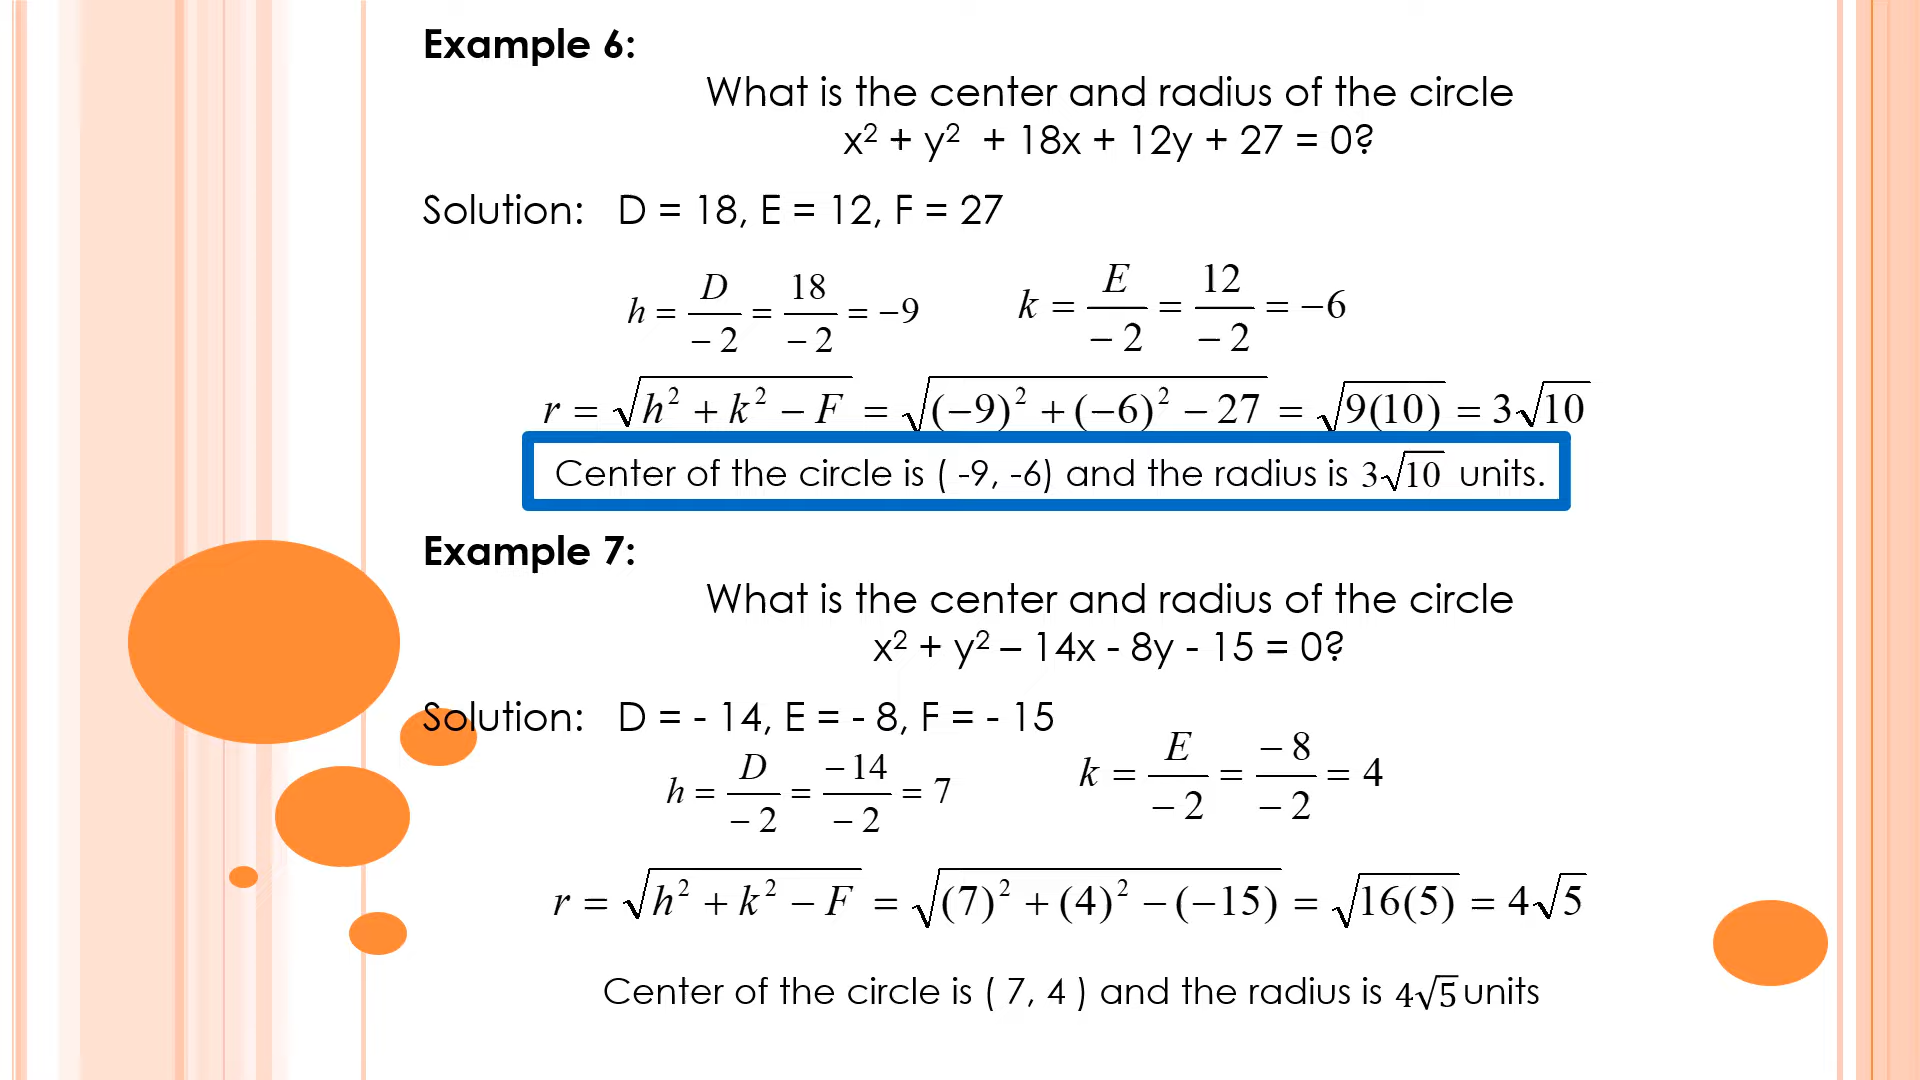 Example 6:
What is the center and radius of the circle
x² + y² + 18x + 12y + 27 = 0?
Solution: D = 18, E = 12, F = 27
h = D/−2 = 18/−2 = −9 k = E/−2 = 12/−2 = −6
r = √(h² + k² − F) = √((−9)² + (−6)² − 27) = √(9(10)) = 3√10
Center of the circle is ( -9, -6) and the radius is 3√10 units.
Example 7:
What is the center and radius of the circle
x² + y² – 14x - 8y - 15 = 0?
Solution: D = - 14, E = - 8, F = - 15
h = D/−2 = −14/−2 = 7 k = E/−2 = −8/−2 = 4
r = √(h² + k² − F) = √((7)² + (4)² − (−15)) = √(16(5)) = 4√5
Center of the circle is ( 7, 4 ) and the radius is 4√5 units